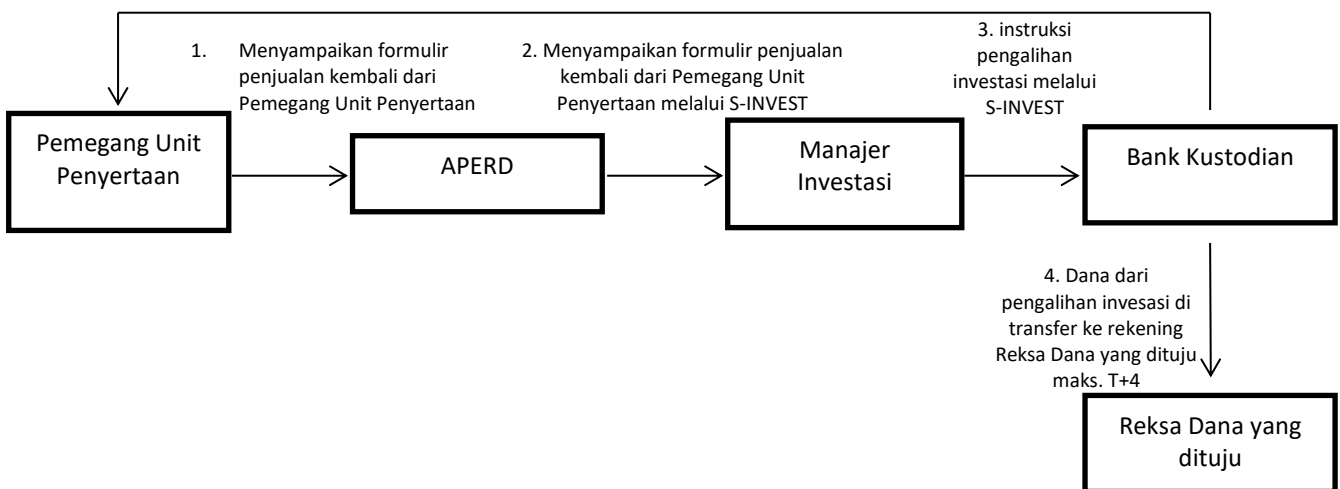 1. Menyampaikan formulir
penjualan kembali dari
Pemegang Unit Penyertaan
2. Menyampaikan formulir penjualan
kembali dari Pemegang Unit
Penyertaan melalui S-INVEST
3. instruksi
pengalihan
investasi melalui
S-INVEST
Pemegang Unit
Penyertaan
APERD
Manajer
Investasi
Bank Kustodian
4. Dana dari
pengalihan invesasi di
transfer ke rekening
Reksa Dana yang dituju
maks. T+4
Reksa Dana yang
dituju